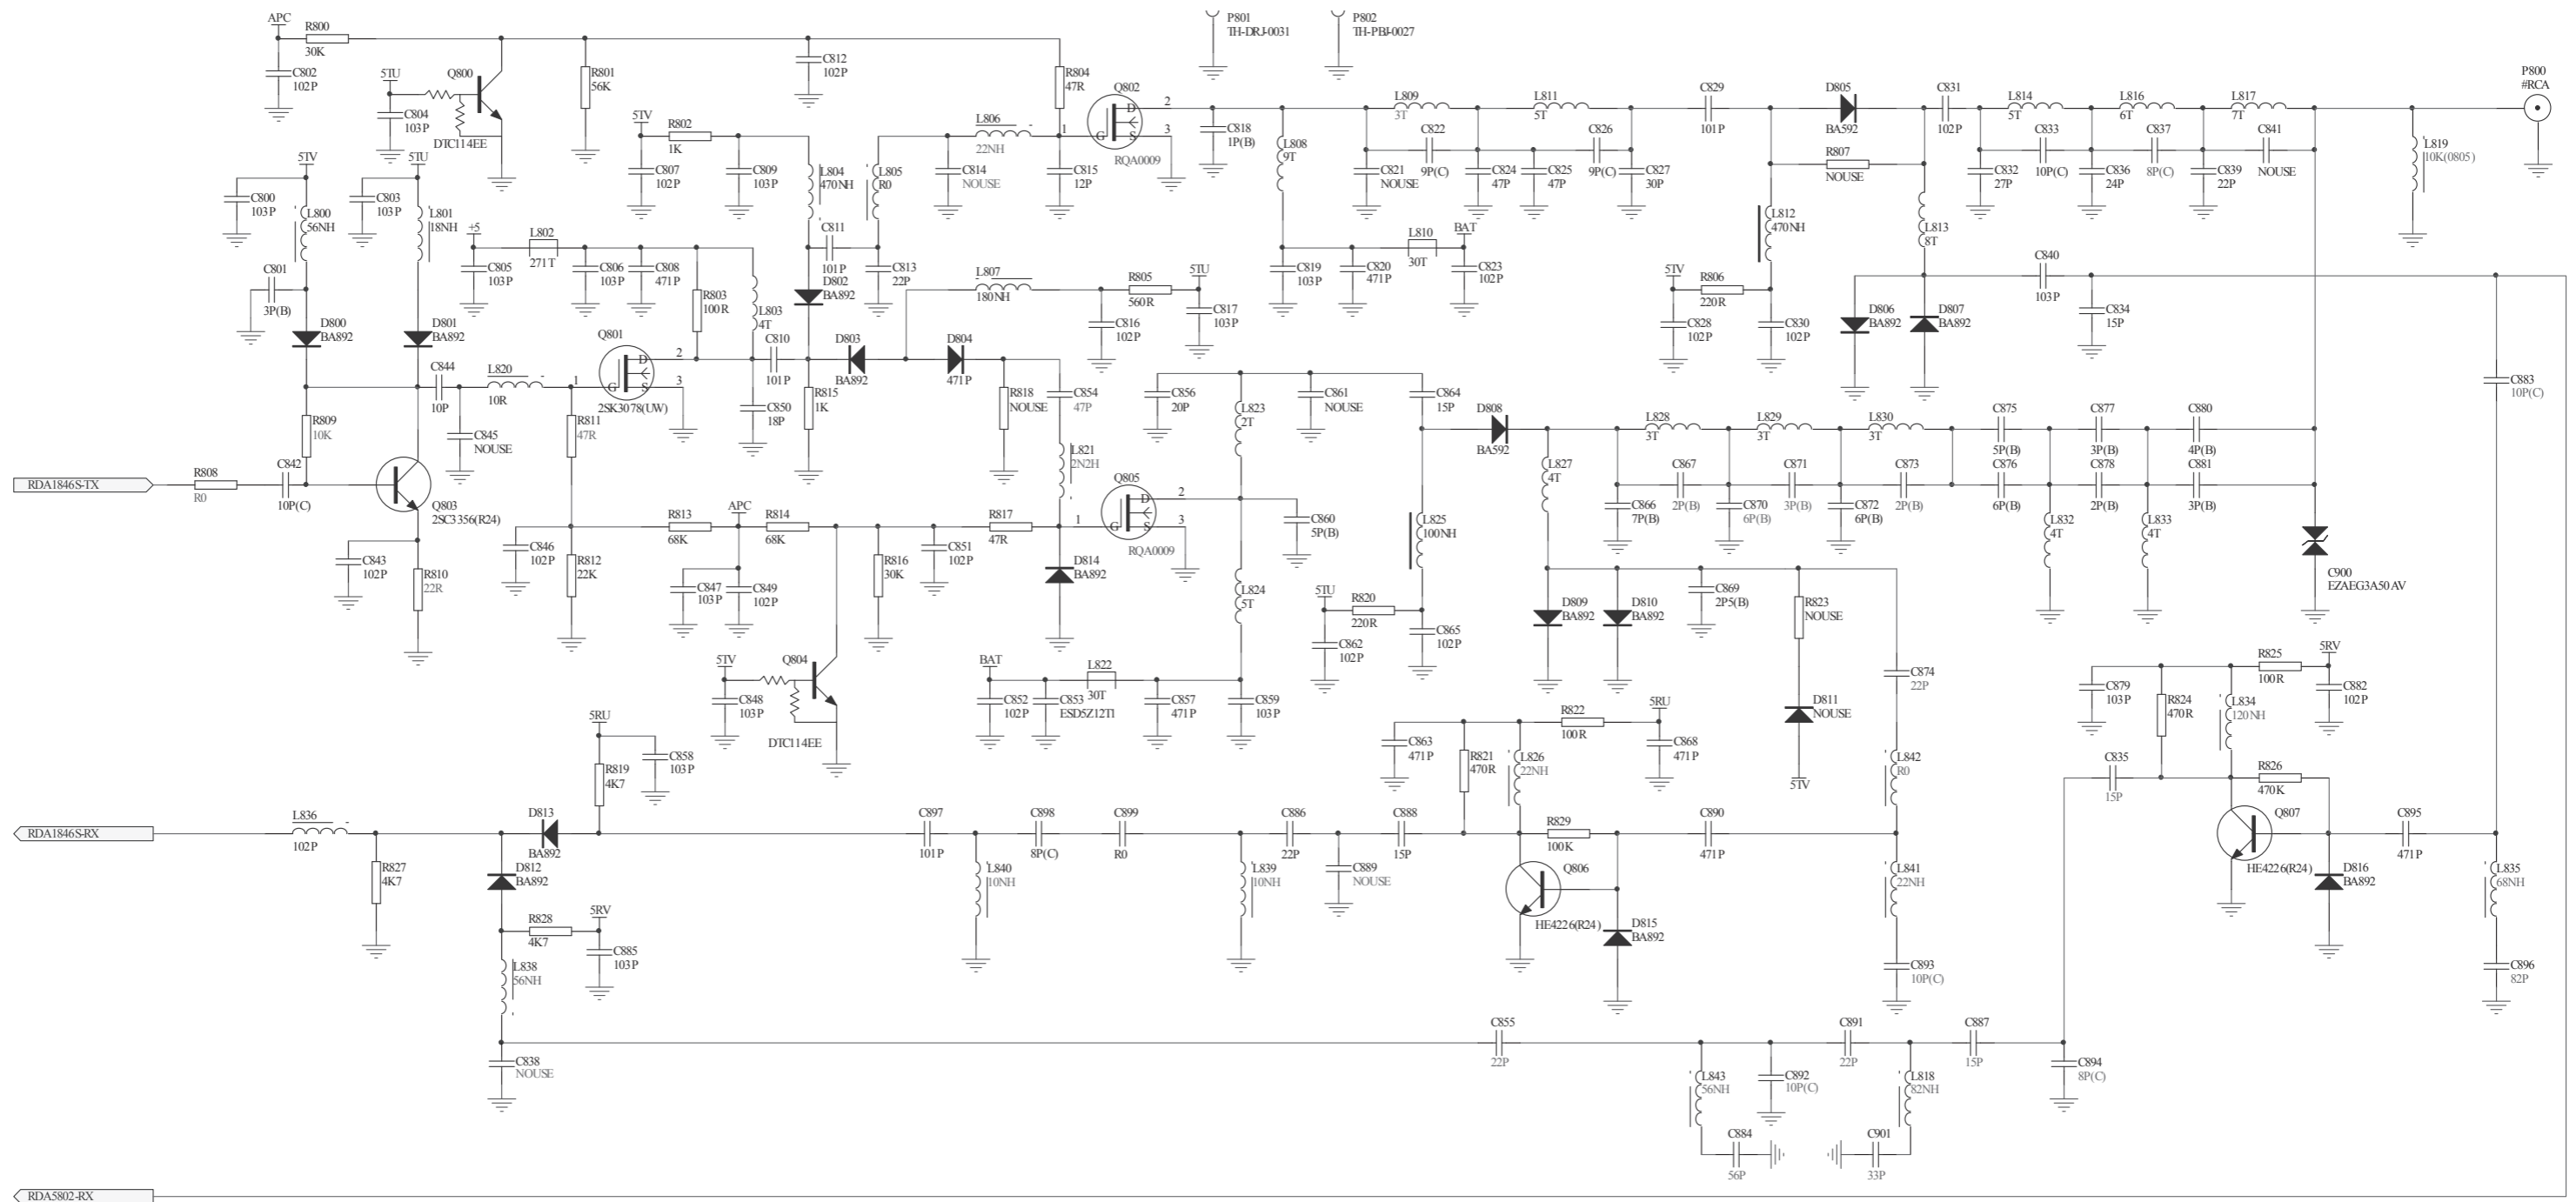 APC
R800
30K
C802
102P
5TU
Q800
C804
103P
DTC114EE
R801
56K
C812
102P
R804
47R
Q802
D
G
S
1
2
3
RQA0009
P801
TH-DRJ-0031
P802
TH-PBJ-0027
C818
1P(B)
L808
9T
C821
NOUSE
L809
3T
C822
9P(C)
C824
47P
L811
5T
C825
47P
C826
9P(C)
C827
30P
C829
101P
D805
BA592
R807
NOUSE
C831
102P
C832
27P
L814
5T
C833
10P(C)
C836
24P
L816
6T
C837
8P(C)
C839
22P
L817
7T
C841
NOUSE
L819
10K(0805)
P800
#RCA
5TV
C800
103P
L800
56NH
C801
3P(B)
D800
BA892
5TU
C803
103P
L801
18NH
D801
BA892
+5
C805
103P
L802
271T
C806
103P
C808
471P
R803
100R
L803
4T
5TV
C807
102P
R802
1K
C809
103P
L804
470NH
L805
R0
C811
101P
C813
22P
D802
BA892
C814
NOUSE
L806
22NH
C815
12P
L807
180NH
R805
560R
5TU
C816
102P
C817
103P
C819
103P
C820
471P
L810
30T
BAT
C823
102P
5TV
R806
220R
C828
102P
L812
470NH
C830
102P
L813
8T
D806
BA892
D807
BA892
C840
103P
C834
15P
C883
10P(C)
C844
10P
L820
10R
C845
NOUSE
Q801
D
G
S
1
2
3
2SK3078(UW)
C810
101P
C850
18P
R815
1K
D803
BA892
D804
471P
R818
NOUSE
C854
47P
L821
2N2H
C856
20P
L823
2T
C861
NOUSE
C864
15P
D808
BA592
L827
4T
C866
7P(B)
L828
3T
C867
2P(B)
C870
6P(B)
L829
3T
C871
3P(B)
C872
6P(B)
L830
3T
C873
2P(B)
C875
5P(B)
C876
6P(B)
C877
3P(B)
C878
2P(B)
C880
4P(B)
C881
3P(B)
L832
4T
L833
4T
C900
EZAEG3A50AV
RDA1846S-TX
R808
R0
C842
10P(C)
R809
10K
Q803
2SC3356(R24)
C843
102P
R810
22R
R811
47R
C846
102P
R812
22K
R813
68K
APC
R814
68K
C847
103P
C849
102P
R816
30K
C851
102P
R817
47R
D814
BA892
Q805
D
G
S
1
2
3
RQA0009
C860
5P(B)
L824
5T
L825
100NH
5TU
R820
220R
C862
102P
C865
102P
D809
BA892
D810
BA892
C869
2P5(B)
R823
NOUSE
D811
NOUSE
5TV
C874
22P
L842
R0
5TV
Q804
C848
103P
DTC114EE
BAT
C852
102P
C853
ESD5Z12T1
L822
30T
C857
471P
C859
103P
5RU
C858
103P
R819
4K7
RDA1846S-RX
L836
102P
R827
4K7
D813
BA892
D812
BA892
R828
4K7
5RV
C885
103P
L838
56NH
C838
NOUSE
C897
101P
L840
10NH
C898
8P(C)
C899
R0
L839
10NH
C886
22P
C889
NOUSE
C888
15P
C863
471P
R821
470R
L826
22NH
R822
100R
5RU
C868
471P
R829
100K
Q806
HE4226(R24)
D815
BA892
C890
471P
L841
22NH
C893
10P(C)
C879
103P
R824
470R
L834
120NH
R825
100R
5RV
C882
102P
C835
15P
R826
470K
Q807
HE4226(R24)
D816
BA892
C895
471P
L835
68NH
C896
82P
C855
22P
L843
56NH
C884
56P
C892
10P(C)
C891
22P
L818
82NH
C901
33P
C887
15P
C894
8P(C)
RDA5802-RX